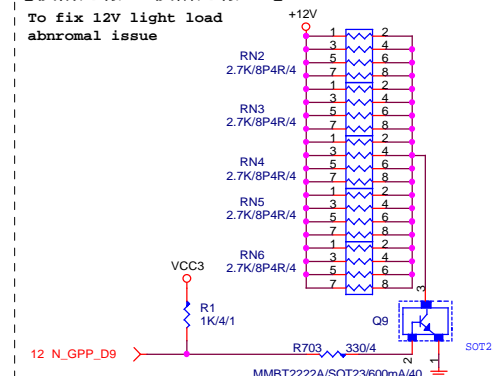 To fix 12V light load
abnromal issue
+12V
RN2
2.7K/8P4R/4
1 2
3 4
5 6
7 8
RN3
2.7K/8P4R/4
1 2
3 4
5 6
7 8
RN4
2.7K/8P4R/4
1 2
3 4
5 6
7 8
RN5
2.7K/8P4R/4
1 2
3 4
5 6
7 8
RN6
2.7K/8P4R/4
1 2
3 4
5 6
7 8
VCC3
R1
1K/4/1
3
Q9
SOT2
12 N_GPP_D9
R703 330/4
2
1
MMBT2222A/SOT23/600mA/40